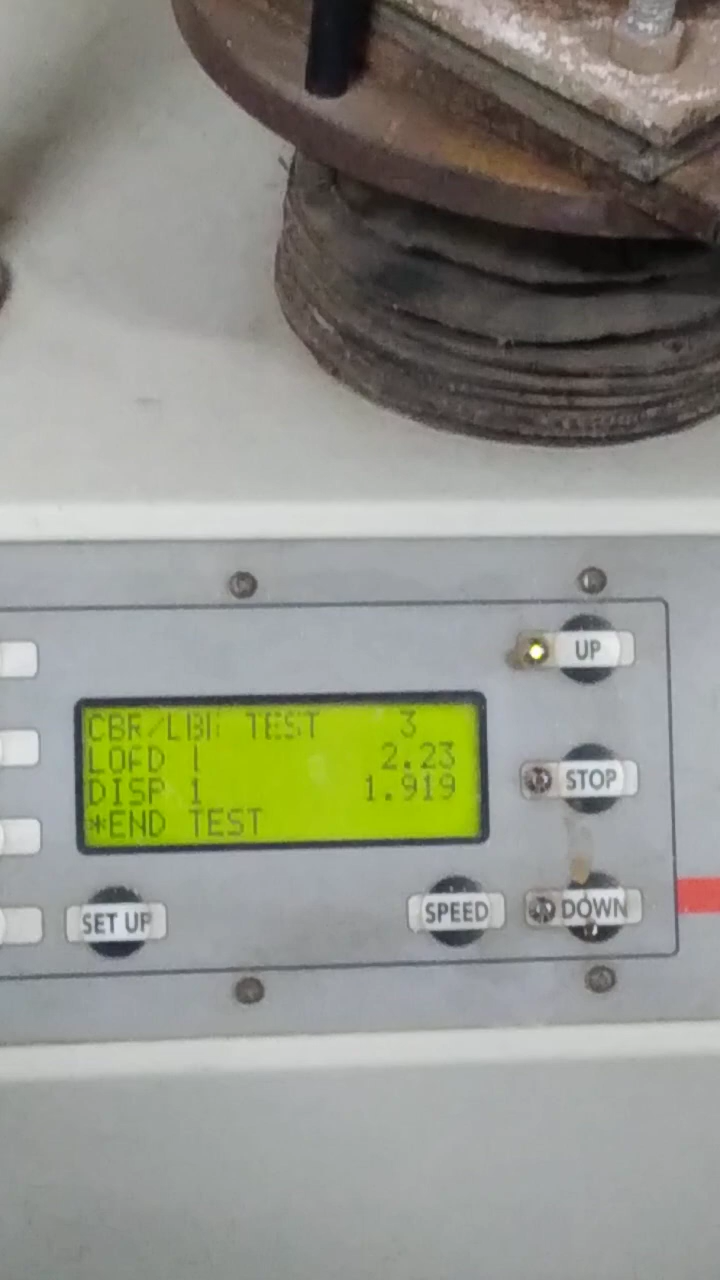 CBR/LBR TEST 3
LOAD 1 2.23
DISP 1 1.919
*END TEST
UP
STOP
SET UP
SPEED
DOWN